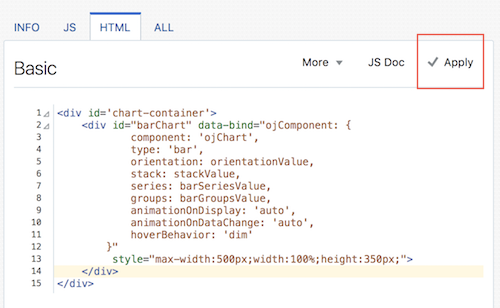 INFO JS HTML ALL
Basic More JS Doc Apply
1 <div id='chart-container'>
2 <div id="barChart" data-bind="ojComponent: {
3 component: 'ojChart',
4 type: 'bar',
5 orientation: orientationValue,
6 stack: stackValue,
7 series: barSeriesValue,
8 groups: barGroupsValue,
9 animationOnDisplay: 'auto',
10 animationOnDataChange: 'auto',
11 hoverBehavior: 'dim'
12 }"
13 style="max-width:500px;width:100%;height:350px;">
14 </div>
15 </div>